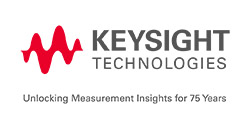 KEYSIGHT
TECHNOLOGIES
Unlocking Measurement Insights for 75 Years